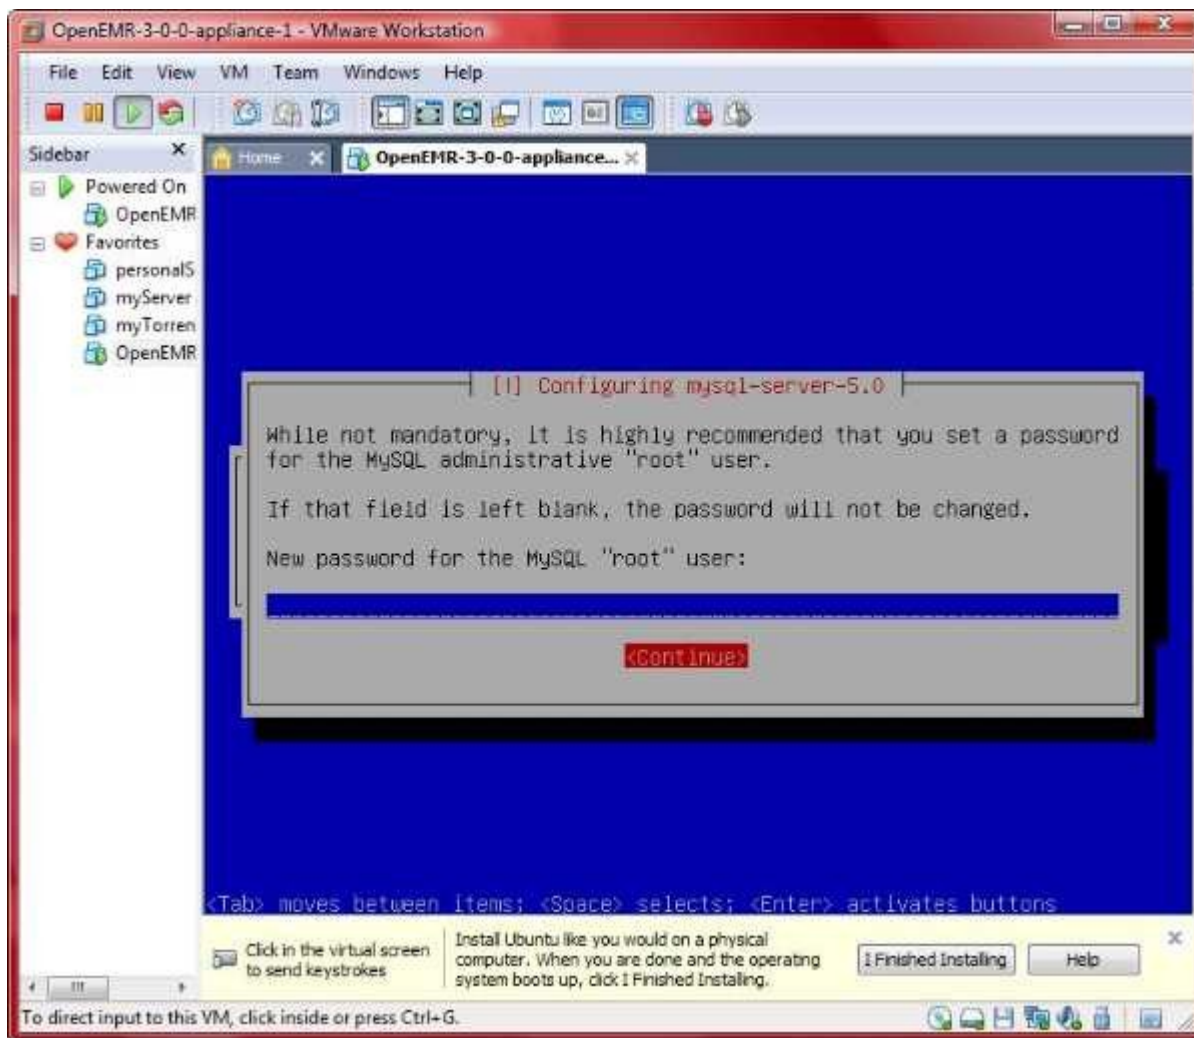 OpenEMR-3-0-0-appliance-1 - VMware Workstation
File Edit View VM Team Windows Help
Sidebar
Home
OpenEMR-3-0-0-appliance...
Powered On
OpenEMR
Favorites
personalS
myServer
myTorren
OpenEMR
[!] Configuring mysql-server-5.0
While not mandatory, it is highly recommended that you set a password
for the MySQL administrative "root" user.
If that field is left blank, the password will not be changed.
New password for the MySQL "root" user:
<Continue>
<Tab> moves between items; <Space> selects; <Enter> activates buttons
Click in the virtual screen
to send keystrokes
Install Ubuntu like you would on a physical
computer. When you are done and the operating
system boots up, click I Finished Installing.
I Finished Installing
Help
To direct input to this VM, click inside or press Ctrl+G.